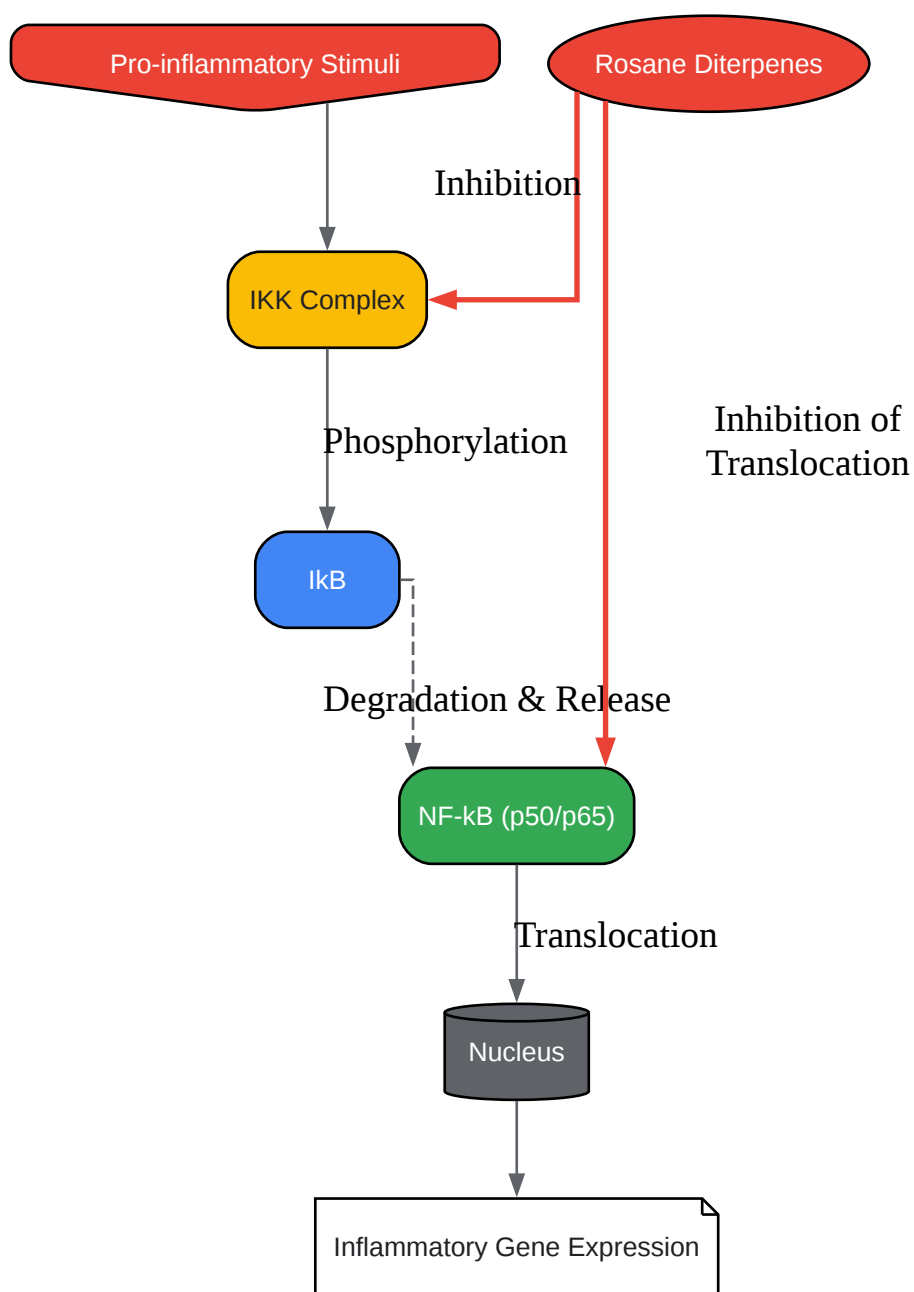 Pro-inflammatory Stimuli
Rosane Diterpenes
Inhibition
IKK Complex
Inhibition of
Translocation
Phosphorylation
IkB
Degradation & Release
NF-kB (p50/p65)
Translocation
Nucleus
Inflammatory Gene Expression